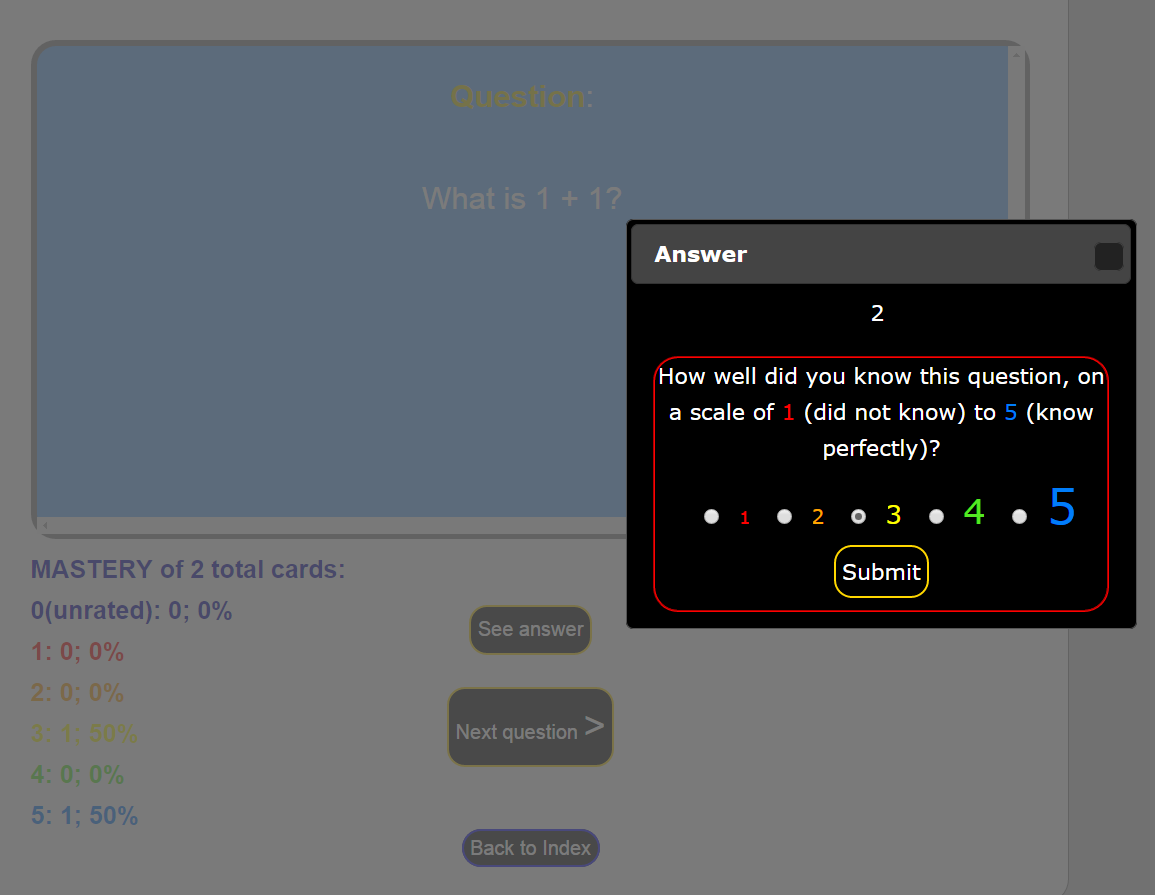 Question:
What is 1 + 1?
Answer
2
How well did you know this question, on
a scale of 1 (did not know) to 5 (know
perfectly)?
1 2 3 4 5
Submit
MASTERY of 2 total cards:
0(unrated): 0; 0%
1: 0; 0%
2: 0; 0%
3: 1; 50%
4: 0; 0%
5: 1; 50%
See answer
Next question >
Back to Index